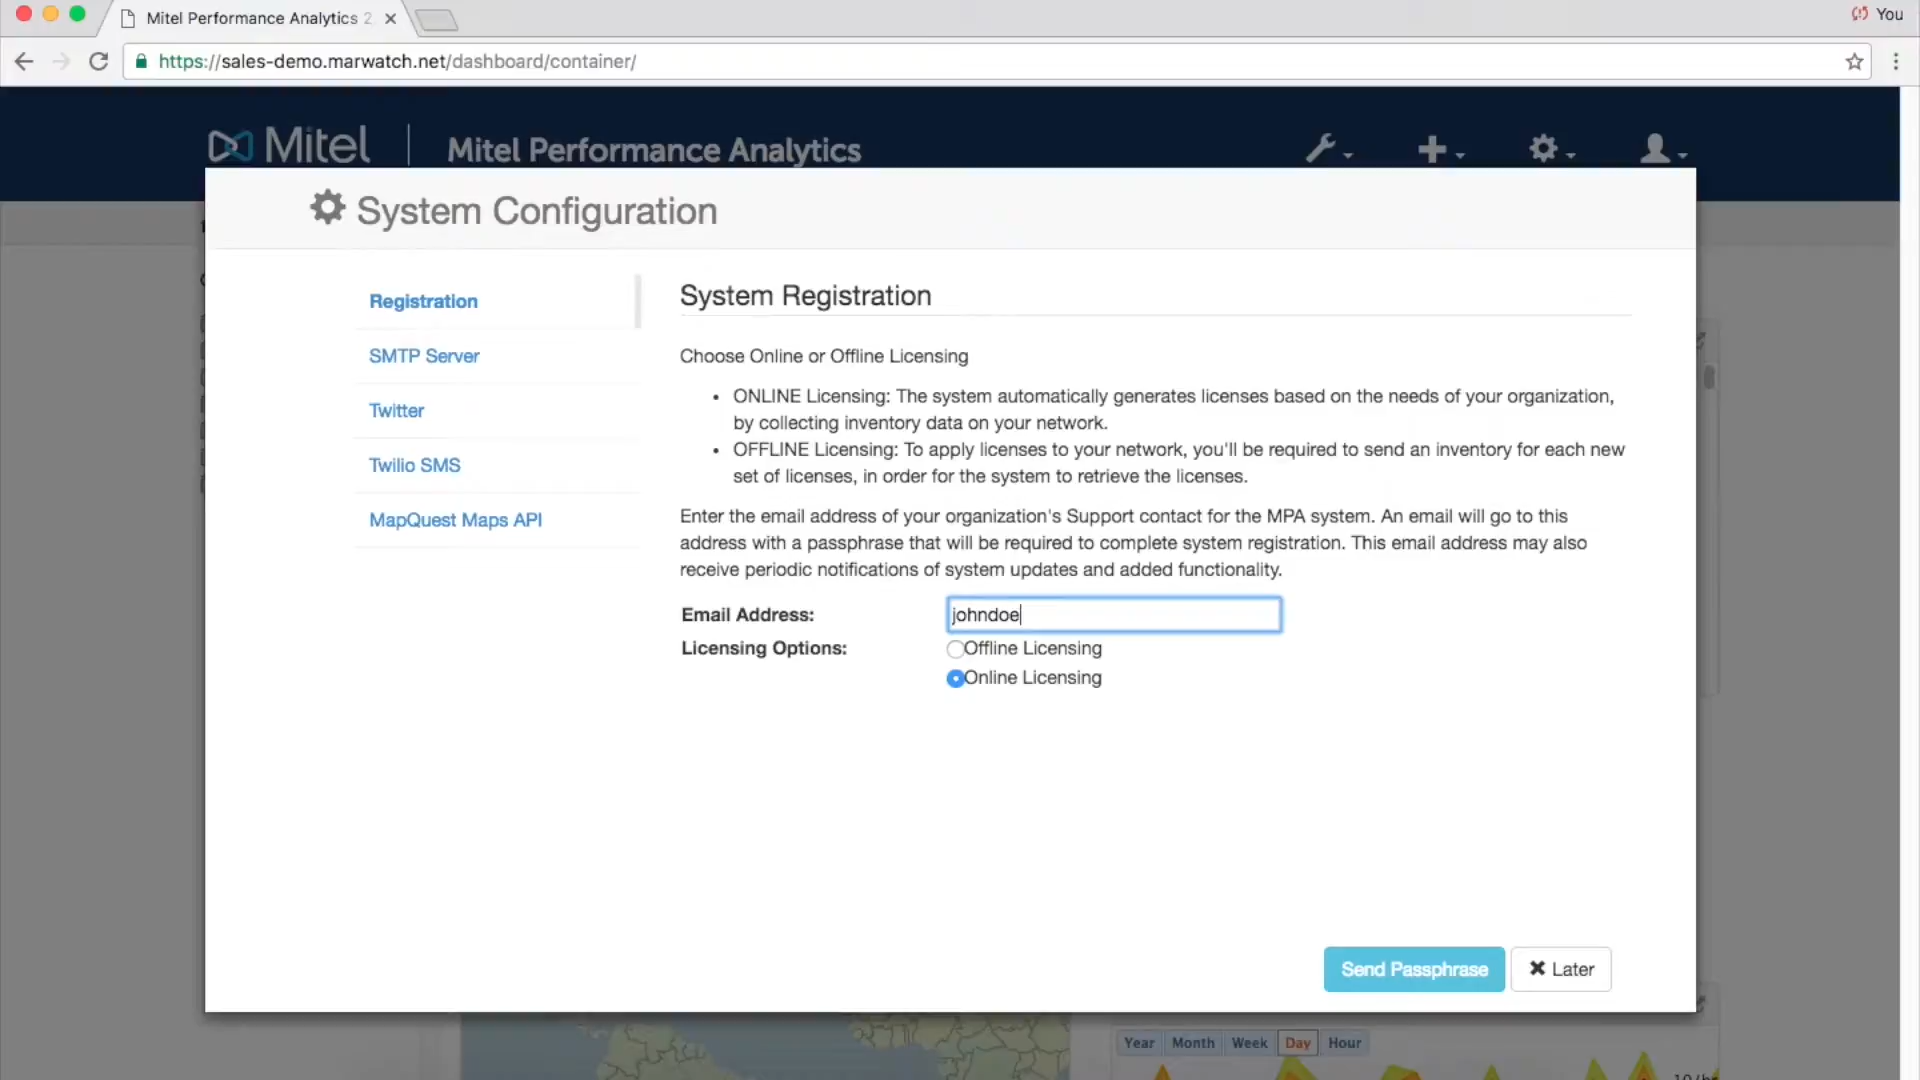 Mitel Performance Analytics 2
You
https://sales-demo.marwatch.net/dashboard/container/
Mitel
Mitel Performance Analytics
System Configuration
Registration
SMTP Server
Twitter
Twilio SMS
MapQuest Maps API
System Registration
Choose Online or Offline Licensing
• ONLINE Licensing: The system automatically generates licenses based on the needs of your organization,
by collecting inventory data on your network.
• OFFLINE Licensing: To apply licenses to your network, you'll be required to send an inventory for each new
set of licenses, in order for the system to retrieve the licenses.
Enter the email address of your organization's Support contact for the MPA system. An email will go to this
address with a passphrase that will be required to complete system registration. This email address may also
receive periodic notifications of system updates and added functionality.
Email Address: johndoe
Licensing Options: Offline Licensing
Online Licensing
Send Passphrase
Later
Year Month Week Day Hour